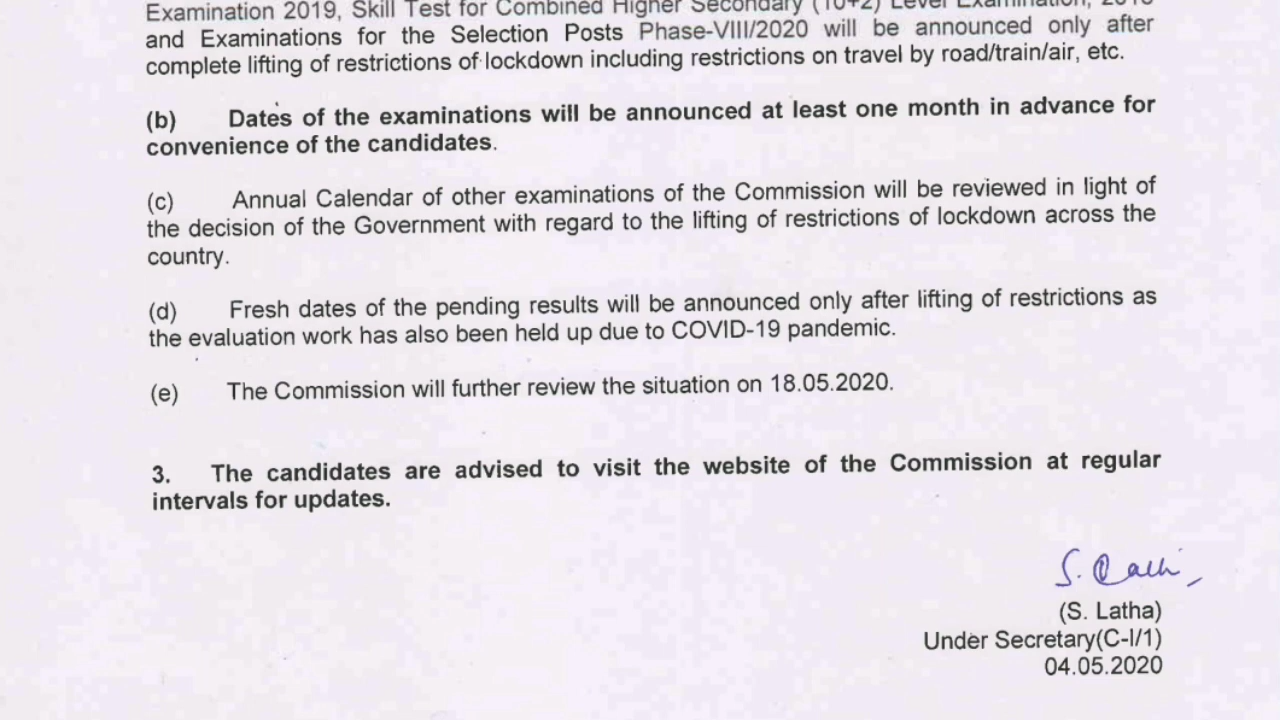 Examination 2019, Skill Test for Combined Higher Secondary (10+2) Level Examination,
and Examinations for the Selection Posts Phase-VIII/2020 will be announced only after
complete lifting of restrictions of lockdown including restrictions on travel by road/train/air, etc.
(b) Dates of the examinations will be announced at least one month in advance for
convenience of the candidates.
(c) Annual Calendar of other examinations of the Commission will be reviewed in light of
the decision of the Government with regard to the lifting of restrictions of lockdown across the
country.
(d) Fresh dates of the pending results will be announced only after lifting of restrictions as
the evaluation work has also been held up due to COVID-19 pandemic.
(e) The Commission will further review the situation on 18.05.2020.
3. The candidates are advised to visit the website of the Commission at regular
intervals for updates.
(S. Latha)
Under Secretary(C-I/1)
04.05.2020